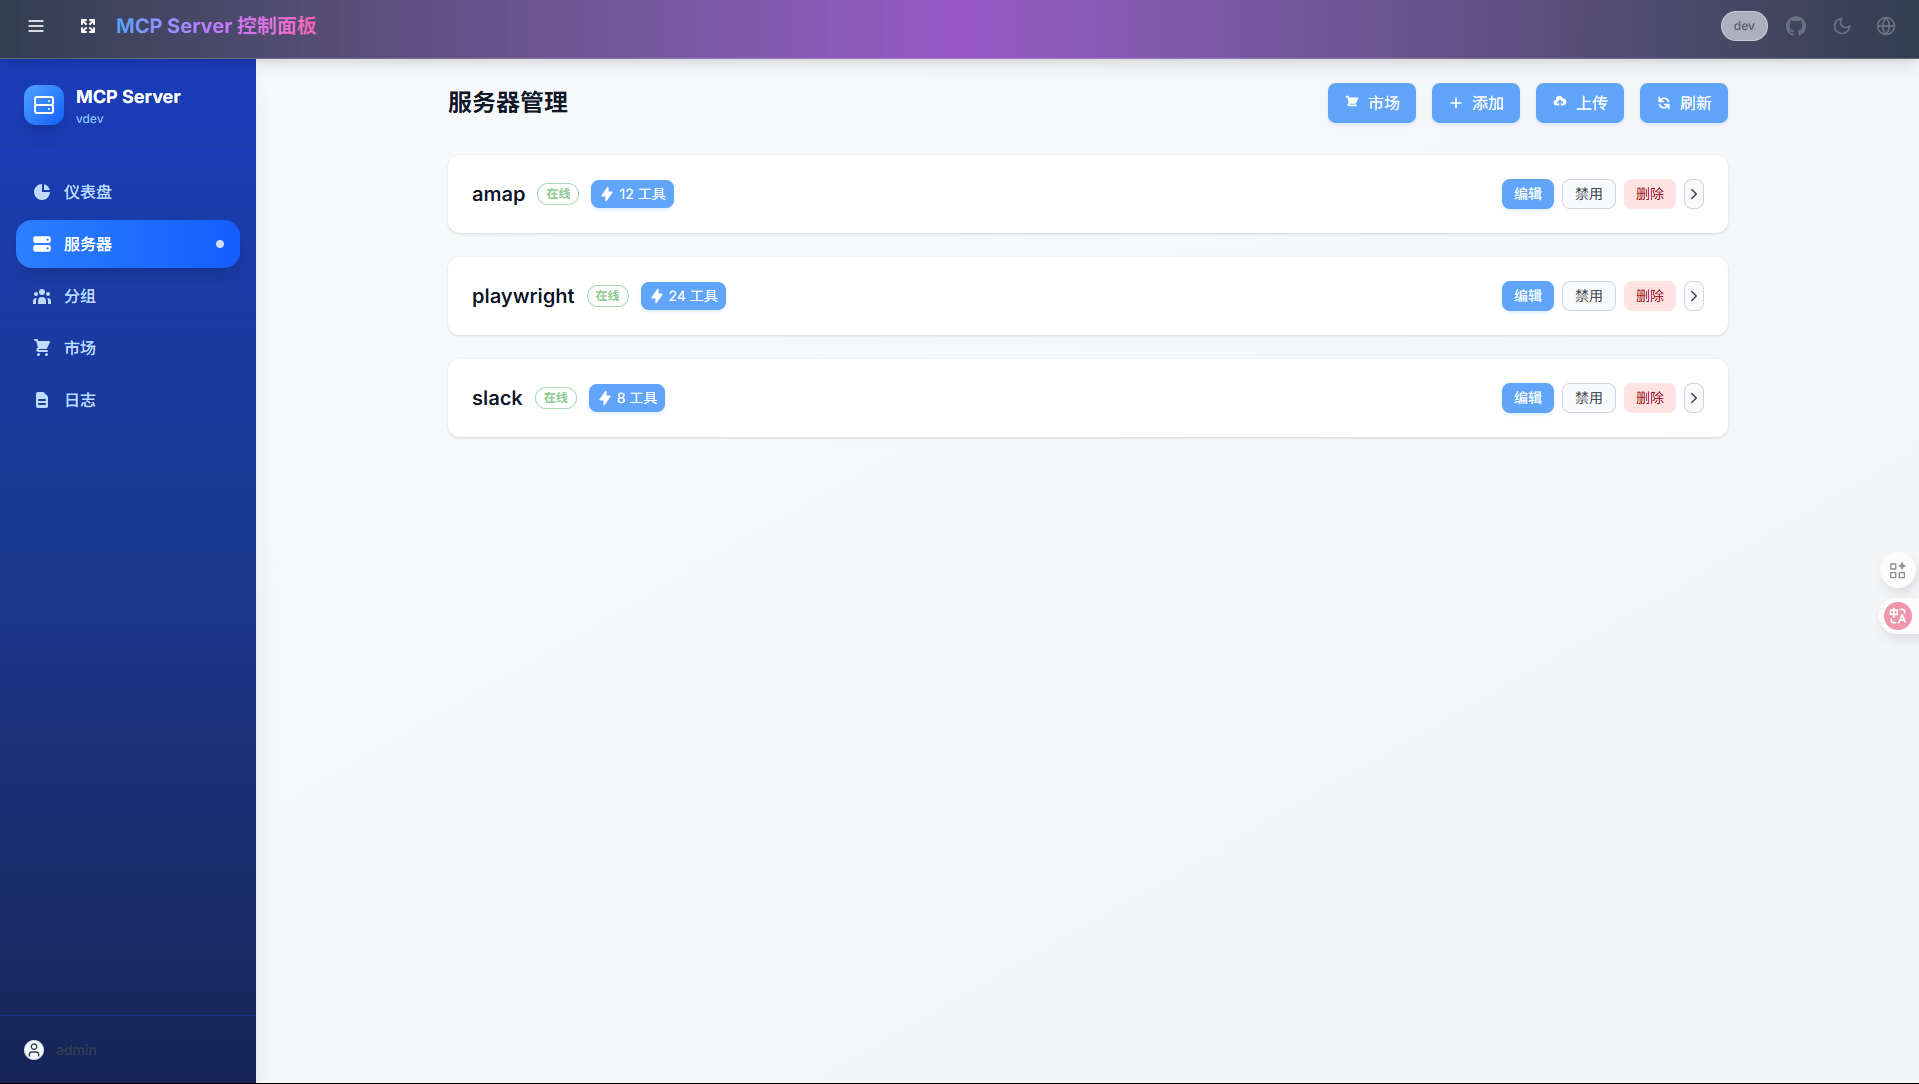 MCP Server 控制面板
dev
MCP Server
vdev
仪表盘
服务器
分组
市场
日志
admin
服务器管理
市场
添加
上传
刷新
amap 在线 12 工具 编辑 禁用 删除
playwright 在线 24 工具 编辑 禁用 删除
slack 在线 8 工具 编辑 禁用 删除
中 A